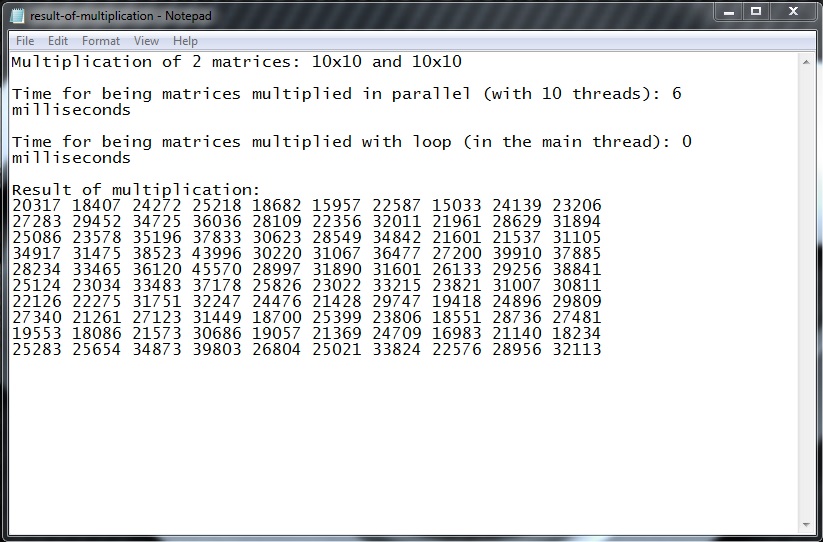 result-of-multiplication - Notepad
File Edit Format View Help
Multiplication of 2 matrices: 10x10 and 10x10
Time for being matrices multiplied in parallel (with 10 threads): 6
milliseconds
Time for being matrices multiplied with loop (in the main thread): 0
milliseconds
Result of multiplication:
20317 18407 24272 25218 18682 15957 22587 15033 24139 23206
27283 29452 34725 36036 28109 22356 32011 21961 28629 31894
25086 23578 35196 37833 30623 28549 34842 21601 21537 31105
34917 31475 38523 43996 30220 31067 36477 27200 39910 37885
28234 33465 36120 45570 28997 31890 31601 26133 29256 38841
25124 23034 33483 37178 25826 23022 33215 23821 31007 30811
22126 22275 31751 32247 24476 21428 29747 19418 24896 29809
27340 21261 27123 31449 18700 25399 23806 18551 28736 27481
19553 18086 21573 30686 19057 21369 24709 16983 21140 18234
25283 25654 34873 39803 26804 25021 33824 22576 28956 32113